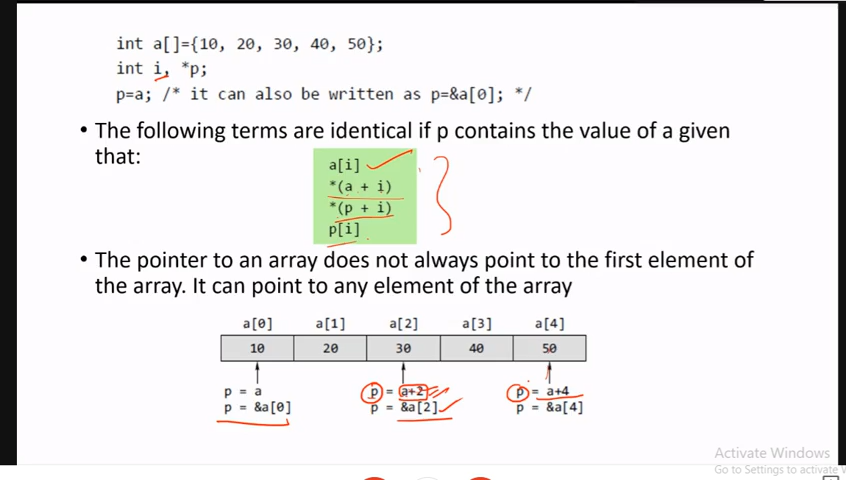 int a[]={10, 20, 30, 40, 50};
int i, *p;
p=a; /* it can also be written as p=&a[0]; */
• The following terms are identical if p contains the value of a given
that:
a[i]
*(a + i)
*(p + i)
p[i]
• The pointer to an array does not always point to the first element of
the array. It can point to any element of the array
a[0] a[1] a[2] a[3] a[4]
10 20 30 40 50
p = a p = a+2 p = a+4
p = &a[0] p = &a[2] p = &a[4]
Activate Windows
Go to Settings to activate W